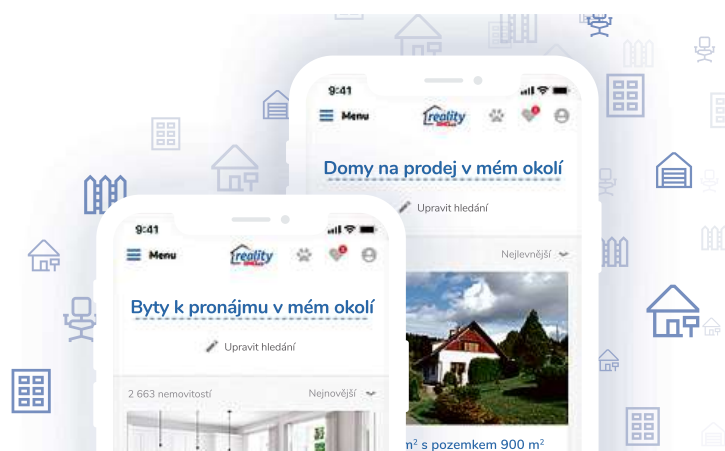 9:41
Menu
reality
Domy na prodej v mém okolí
Upravit hledání
Nejlevnější
m² s pozemkem 900 m²
9:41
Menu
reality
Byty k pronájmu v mém okolí
Upravit hledání
2 663 nemovitostí
Nejnovější